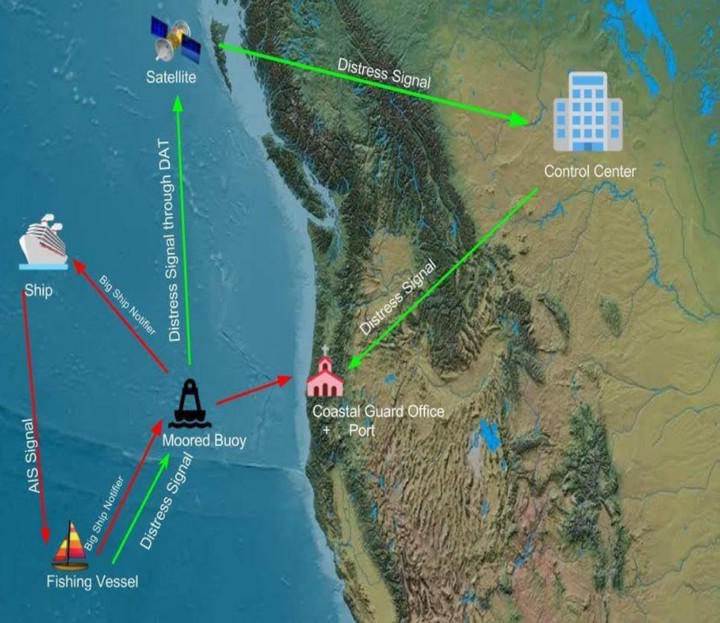 Satellite
Distress Signal
Control Center
Distress Signal through DAT
Ship
Big Ship Notifier
Distress Signal
Coastal Guard Office
+ Port
Moored Buoy
AIS Signal
Big Ship Notifier
Distress Signal
Fishing Vessel